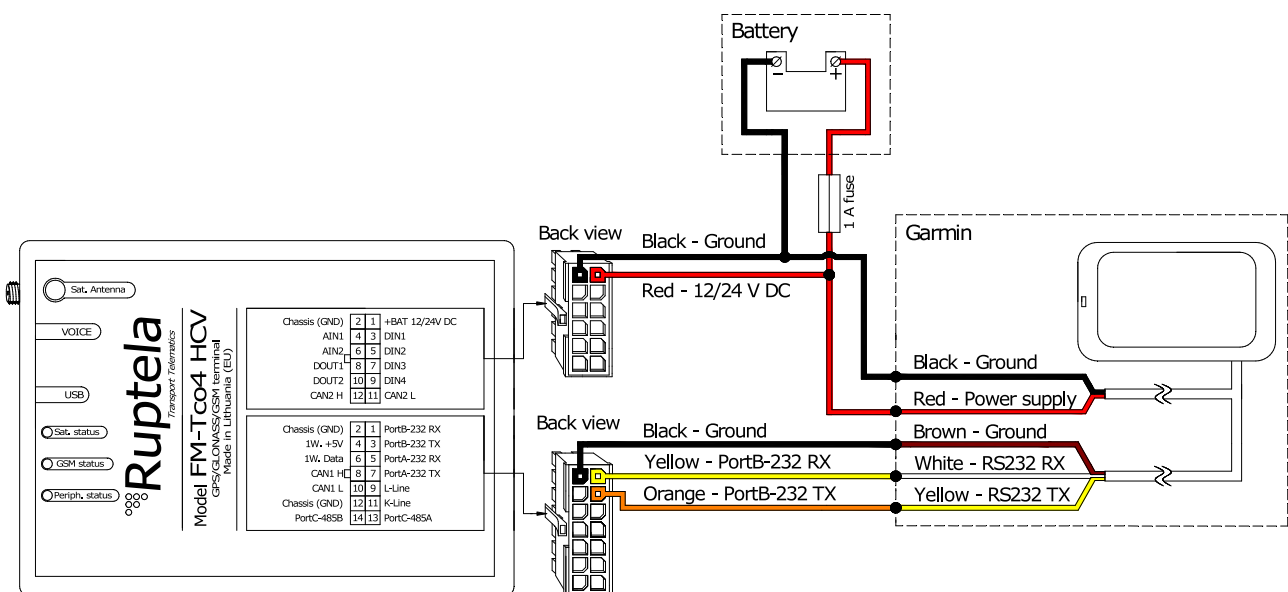 Battery
- +
1 A fuse
Garmin
Back view
Black - Ground
Red - 12/24 V DC
Black - Ground
Red - Power supply
Back view
Black - Ground
Brown - Ground
Yellow - PortB-232 RX
White - RS232 RX
Orange - PortB-232 TX
Yellow - RS232 TX
Sat. Antenna
VOICE
USB
Sat. status
GSM status
Periph. status
Ruptela
Transport Telematics
Model FM-Tco4 HCV
GPS/GLONASS/GSM terminal
Made in Lithuania (EU)
Chassis (GND) 2 1 +BAT 12/24V DC
AIN1 4 3 DIN1
AIN2 6 5 DIN2
DOUT1 8 7 DIN3
DOUT2 10 9 DIN4
CAN2 H 12 11 CAN2 L
Chassis (GND) 2 1 PortB-232 RX
1W. +5V 4 3 PortB-232 TX
1W. Data 6 5 PortA-232 RX
CAN1 H 8 7 PortA-232 TX
CAN1 L 10 9 L-Line
Chassis (GND) 12 11 K-Line
PortC-485B 14 13 PortC-485A